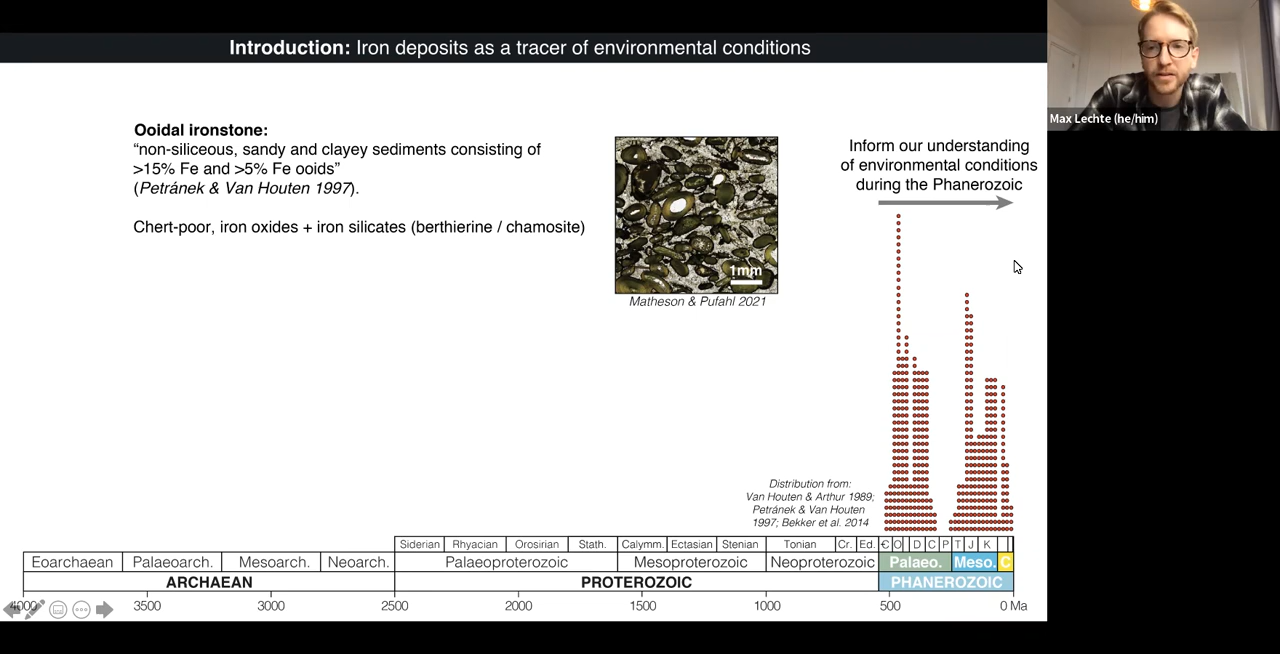 Introduction: Iron deposits as a tracer of environmental conditions
Max Lechte (he/him)
Ooidal ironstone:
“non-siliceous, sandy and clayey sediments consisting of
>15% Fe and >5% Fe ooids”
(Petránek & Van Houten 1997).
Chert-poor, iron oxides + iron silicates (berthierine / chamosite)
1mm
Matheson & Pufahl 2021
Inform our understanding
of environmental conditions
during the Phanerozoic
Distribution from:
Van Houten & Arthur 1989;
Petránek & Van Houten
1997; Bekker et al. 2014
Siderian Rhyacian Orosirian Stath. Calymm. Ectasian Stenian Tonian Cr. Ed. Є O D C P T J K
Eoarchaean Palaeoarch. Mesoarch. Neoarch. Palaeoproterozoic Mesoproterozoic Neoproterozoic Palaeo. Meso. C
ARCHAEAN PROTEROZOIC PHANEROZOIC
4000 3500 3000 2500 2000 1500 1000 500 0 Ma